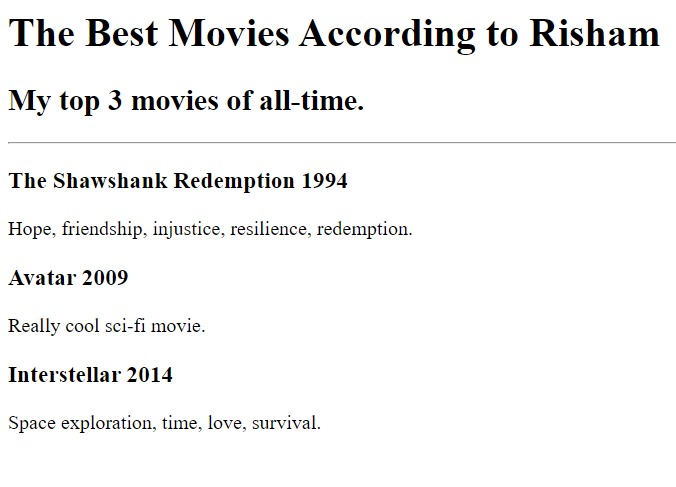 The Best Movies According to Risham
My top 3 movies of all-time.
The Shawshank Redemption 1994
Hope, friendship, injustice, resilience, redemption.
Avatar 2009
Really cool sci-fi movie.
Interstellar 2014
Space exploration, time, love, survival.